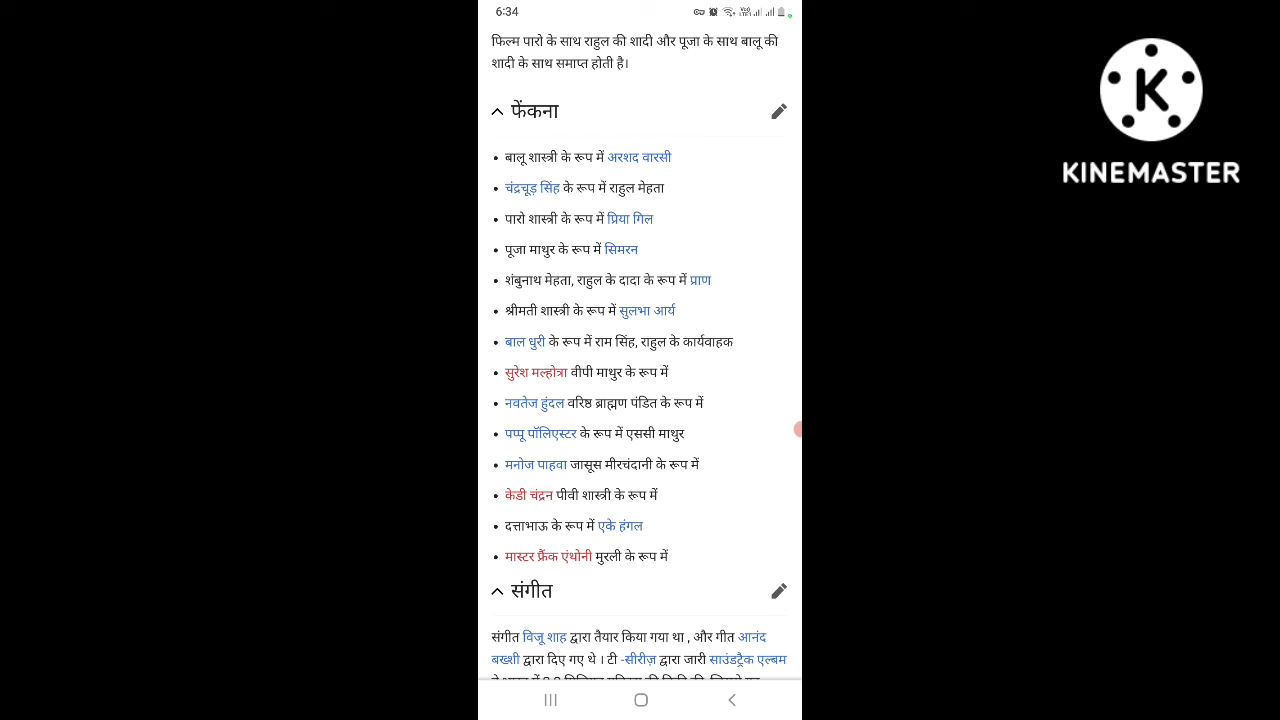 6:34
फिल्म पारो के साथ राहुल की शादी और पूजा के साथ बालू की
शादी के साथ समाप्त होती है।
फेंकना
• बालू शास्त्री के रूप में अरशद वारसी
• चंद्रचूड़ सिंह के रूप में राहुल मेहता
• पारो शास्त्री के रूप में प्रिया गिल
• पूजा माथुर के रूप में सिमरन
• शंबुनाथ मेहता, राहुल के दादा के रूप में प्राण
• श्रीमती शास्त्री के रूप में सुलभा आर्य
• बाल धुरी के रूप में राम सिंह, राहुल के कार्यवाहक
• सुरेश मल्होत्रा वीपी माथुर के रूप में
• नवतेज हुंदल वरिष्ठ ब्राह्मण पंडित के रूप में
• पप्पू पॉलिएस्टर के रूप में एससी माथुर
• मनोज पाहवा जासूस मीरचंदानी के रूप में
• केडी चंद्रन पीवी शास्त्री के रूप में
• दत्ताभाऊ के रूप में एके हंगल
• मास्टर फ्रैंक एंथोनी मुरली के रूप में
संगीत
संगीत विजू शाह द्वारा तैयार किया गया था , और गीत आनंद
बख्शी द्वारा दिए गए थे । टी -सीरीज़ द्वारा जारी साउंडट्रैक एल्बम
KINEMASTER